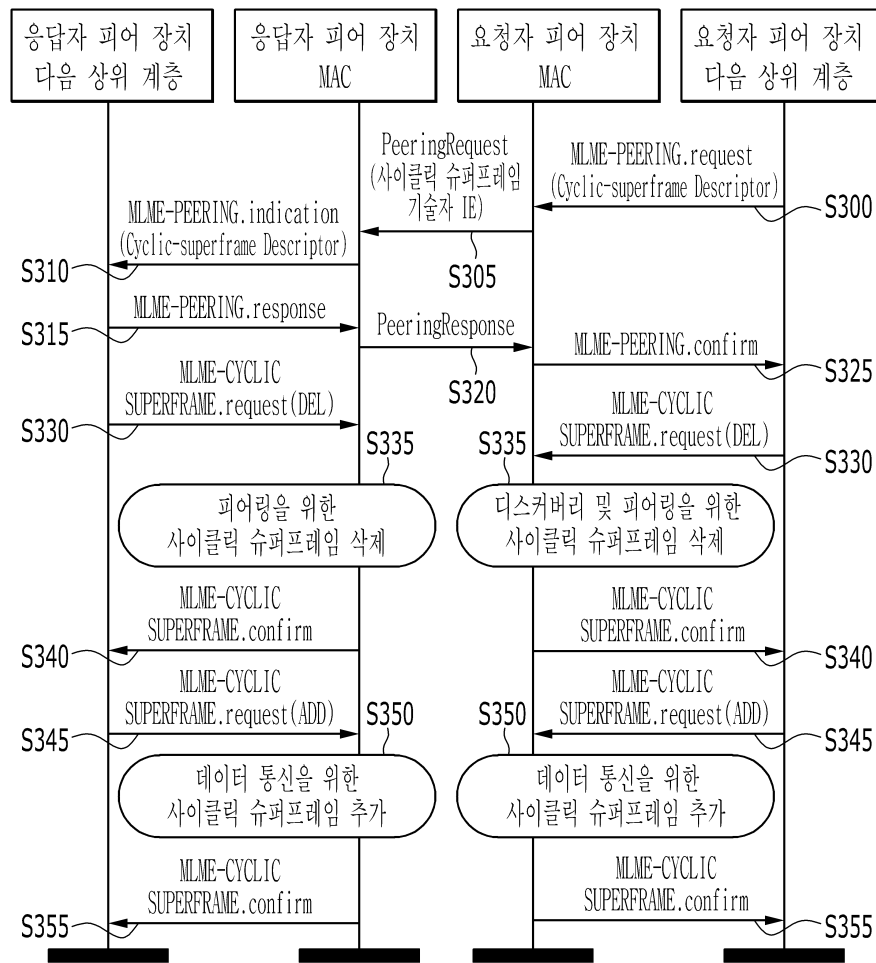 응답자 피어 장치
다음 상위 계층
응답자 피어 장치
MAC
요청자 피어 장치
MAC
요청자 피어 장치
다음 상위 계층
MLME-PEERING.request
(Cyclic-superframe Descriptor)
S300
PeeringRequest
(사이클릭 슈퍼프레임
기술자 IE)
S305
MLME-PEERING.indication
(Cyclic-superframe Descriptor)
S310
MLME-PEERING.response
S315
PeeringResponse
S320
MLME-PEERING.confirm
S325
MLME-CYCLIC
SUPERFRAME.request(DEL)
S330
MLME-CYCLIC
SUPERFRAME.request(DEL)
S330
S335
피어링을 위한
사이클릭 슈퍼프레임 삭제
S335
디스커버리 및 피어링을 위한
사이클릭 슈퍼프레임 삭제
MLME-CYCLIC
SUPERFRAME.confirm
S340
MLME-CYCLIC
SUPERFRAME.confirm
S340
MLME-CYCLIC
SUPERFRAME.request(ADD)
S345
MLME-CYCLIC
SUPERFRAME.request(ADD)
S345
S350
데이터 통신을 위한
사이클릭 슈퍼프레임 추가
S350
데이터 통신을 위한
사이클릭 슈퍼프레임 추가
MLME-CYCLIC
SUPERFRAME.confirm
S355
MLME-CYCLIC
SUPERFRAME.confirm
S355